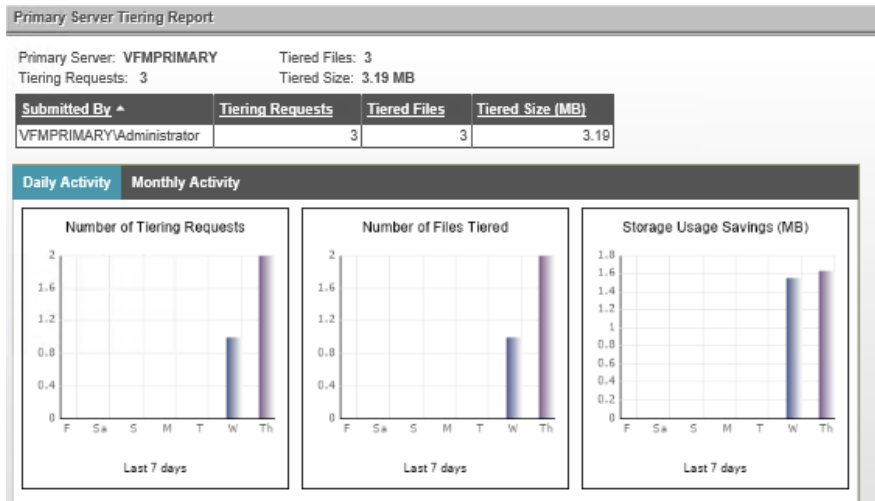 Primary Server Tiering Report
Primary Server: VFMPRIMARY Tiered Files: 3
Tiering Requests: 3 Tiered Size: 3.19 MB
Submitted By Tiering Requests Tiered Files Tiered Size (MB)
VFMPRIMARY\Administrator 3 3 3.19
Daily Activity Monthly Activity
Number of Tiering Requests
2
1.6
1.2
0.8
0.4
0
F Sa S M T W Th
Last 7 days
Number of Files Tiered
2
1.6
1.2
0.8
0.4
0
F Sa S M T W Th
Last 7 days
Storage Usage Savings (MB)
1.8
1.6
1.4
1.2
1
0.8
0.6
0.4
0.2
0
F Sa S M T W Th
Last 7 days